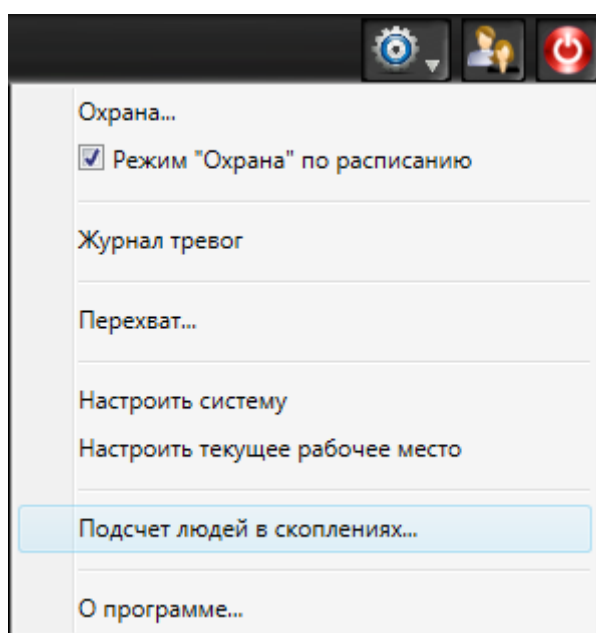 Охрана...
Режим "Охрана" по расписанию
Журнал тревог
Перехват...
Настроить систему
Настроить текущее рабочее место
Подсчет людей в скоплениях...
О программе...